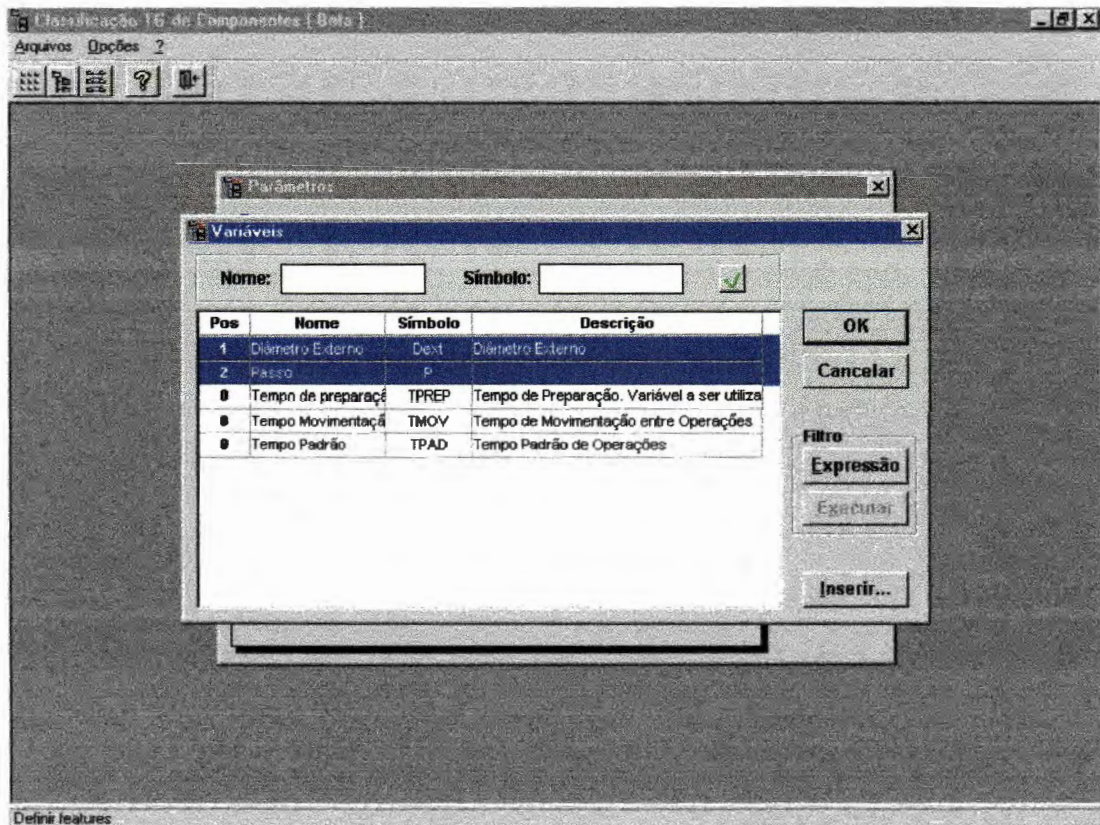 Classificação TG de Componentes [ Beta ]
Arquivos Opções ?
Parâmetros
Variáveis
Nome: Símbolo:
Pos Nome Símbolo Descrição
1 Diâmetro Externo Dext Diâmetro Externo
2 Passo P
0 Tempo de preparaçã TPREP Tempo de Preparação. Variável a ser utiliza
0 Tempo Movimentaçã TMOV Tempo de Movimentação entre Operações
0 Tempo Padrão TPAD Tempo Padrão de Operações
OK
Cancelar
Filtro
Expressão
Executar
Inserir...
Definir features